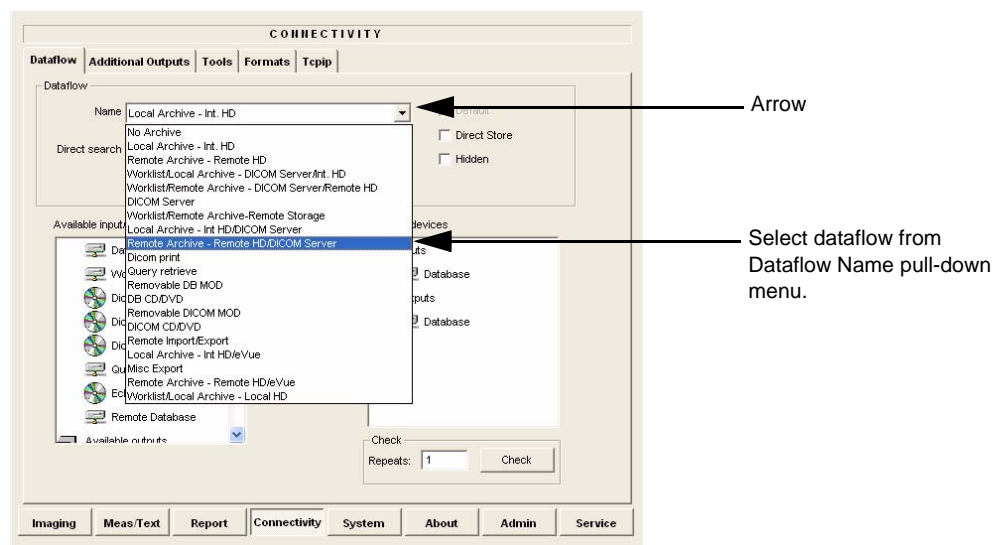 CONNECTIVITY
Dataflow Additional Outputs Tools Formats Tcpip
Dataflow
Name Local Archive - Int. HD
Arrow
No Archive
Local Archive - Int. HD
Remote Archive - Remote HD
Worklist/Local Archive - DICOM Server/Int. HD
Worklist/Remote Archive - DICOM Server/Remote HD
DICOM Server
Worklist/Remote Archive-Remote Storage
Local Archive - Int HD/DICOM Server
Remote Archive - Remote HD/DICOM Server
Dicom print
Query retrieve
Removable DB MOD
DB CD/DVD
Removable DICOM MOD
DICOM CD/DVD
Remote Import/Export
Local Archive - Int HD/eVue
Misc Export
Remote Archive - Remote HD/eVue
Worklist/Local Archive - Local HD
Direct search
Direct Store
Hidden
Select dataflow from
Dataflow Name pull-down
menu.
Available input
devices
Database
Database
Remote Database
Available outputs
Check
Repeats: 1 Check
Imaging Meas/Text Report Connectivity System About Admin Service